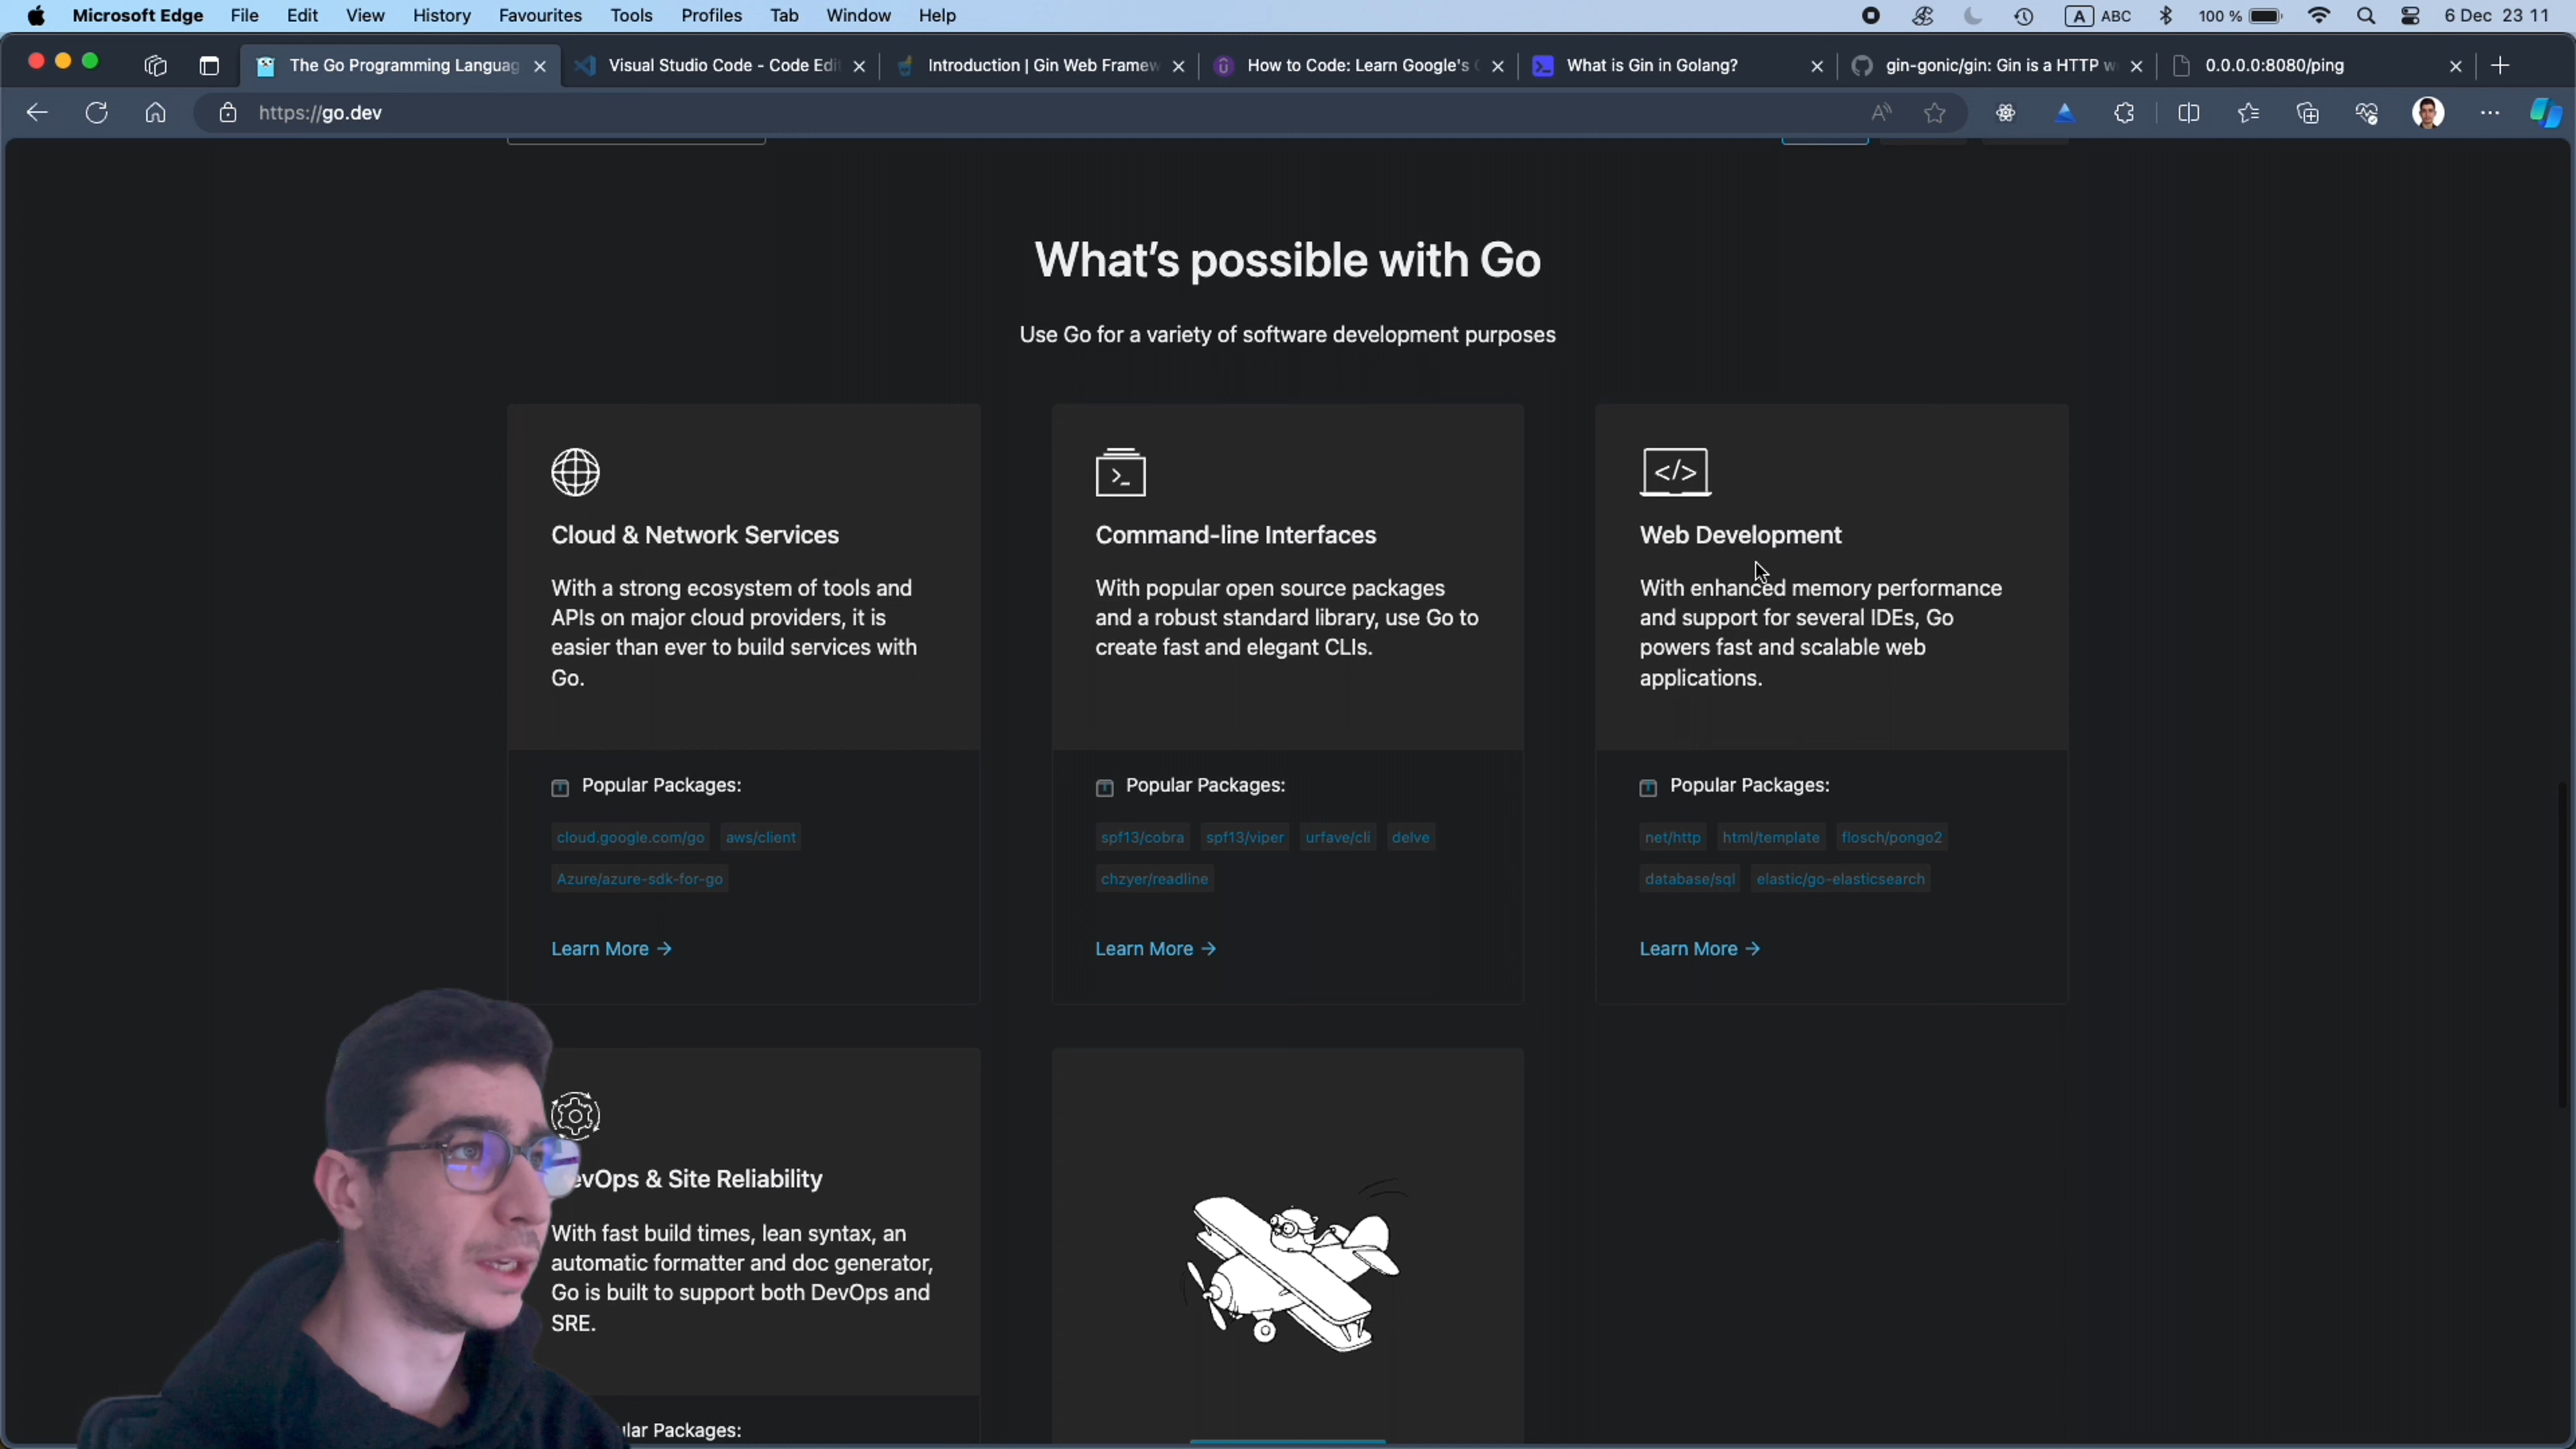 Microsoft Edge File Edit View History Favourites Tools Profiles Tab Window Help A ABC 100 % 6 Dec 23 11
The Go Programming Languag Visual Studio Code - Code Edi Introduction | Gin Web Framew How to Code: Learn Google's What is Gin in Golang? gin-gonic/gin: Gin is a HTTP w 0.0.0.0:8080/ping
https://go.dev
What's possible with Go
Use Go for a variety of software development purposes
Cloud & Network Services
With a strong ecosystem of tools and
APIs on major cloud providers, it is
easier than ever to build services with
Go.
Popular Packages:
cloud.google.com/go aws/client
Azure/azure-sdk-for-go
Learn More →
Command-line Interfaces
With popular open source packages
and a robust standard library, use Go to
create fast and elegant CLIs.
Popular Packages:
spf13/cobra spf13/viper urfave/cli delve
chzyer/readline
Learn More →
Web Development
With enhanced memory performance
and support for several IDEs, Go
powers fast and scalable web
applications.
Popular Packages:
net/http html/template flosch/pongo2
database/sql elastic/go-elasticsearch
Learn More →
evOps & Site Reliability
With fast build times, lean syntax, an
automatic formatter and doc generator,
Go is built to support both DevOps and
SRE.
ular Packages: